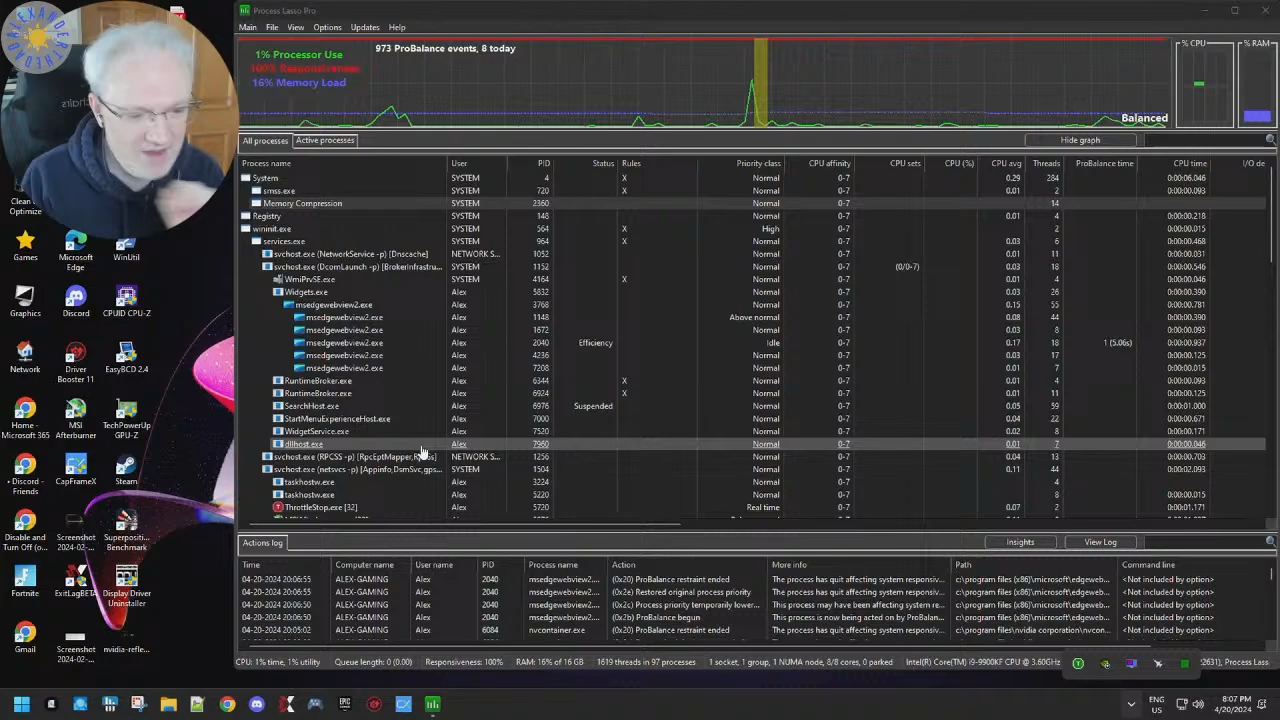 ALEXANDERTHEDAD
Process Lasso Pro
Main File View Options Updates Help
973 ProBalance events, 8 today
1% Processor Use
100% Responsiveness
16% Memory Load
Balanced
% CPU % RAM
All processes Active processes Hide graph
Process name User PID Status Rules Priority class CPU affinity CPU sets CPU (%) CPU avg Threads ProBalance time CPU time I/O de
System SYSTEM 4 X Normal 0-7 0.29 284 0:00:06.046
smss.exe SYSTEM 720 X Normal 0-7 0.01 2 0:00:00.093
Memory Compression SYSTEM 2360 Normal 0-7 14
Registry SYSTEM 148 Normal 0-7 0.01 4 0:00:00.218
wininit.exe SYSTEM 564 X High 0-7 2 0:00:00.015
services.exe SYSTEM 964 X Normal 0-7 0.03 6 0:00:00.468
svchost.exe (NetworkService -p) [Dnscache] NETWORK S... 1052 Normal 0-7 0.01 11 0:00:00.031
svchost.exe (DcomLaunch -p) [BrokerInfrastru... SYSTEM 1152 Normal 0-7 (0/0-7) 0.03 18 0:00:00.546
WmiPrvSE.exe SYSTEM 4164 X Normal 0-7 0.01 4 0:00:00.046
Widgets.exe Alex 5832 Normal 0-7 0.03 26 0:00:00.390
msedgewebview2.exe Alex 3768 Normal 0-7 0.15 55 0:00:00.781
msedgewebview2.exe Alex 1148 Above normal 0-7 0.08 44 0:00:00.390
msedgewebview2.exe Alex 1672 Normal 0-7 0.03 8 0:00:00.093
msedgewebview2.exe Alex 2040 Efficiency Idle 0-7 0.17 18 1 (5.06s) 0:00:00.937
msedgewebview2.exe Alex 4236 Normal 0-7 0.03 17 0:00:00.125
msedgewebview2.exe Alex 7208 Normal 0-7 0.01 7 0:00:00.015
RuntimeBroker.exe Alex 6344 X Normal 0-7 0.01 4 0:00:00.093
RuntimeBroker.exe Alex 6924 X Normal 0-7 0.01 11 0:00:00.125
SearchHost.exe Alex 6976 Suspended Normal 0-7 0.05 59 0:00:01.000
StartMenuExperienceHost.exe Alex 7000 Normal 0-7 0.04 22 0:00:00.671
WidgetService.exe Alex 7520 Normal 0-7 0.02 8 0:00:00.171
dllhost.exe Alex 7960 Normal 0-7 0.01 7 0:00:00.046
svchost.exe (RPCSS -p) [RpcEptMapper, NETWORK S... 1256 Normal 0-7 0.04 13 0:00:00.703
svchost.exe (netsvcs -p) [Appinfo,DsmSvc,gps... SYSTEM 1504 Normal 0-7 0.11 44 0:00:02.093
taskhostw.exe Alex 3224 Normal 0-7 4
taskhostw.exe Alex 5220 Normal 0-7 8 0:00:00.015
ThrottleStop.exe [32] Alex 5720 Real time 0-7 0.07 2 0:00:01.171
Actions log Insights View Log
Time Computer name User name PID Process name Action More info Path Command line
04-20-2024 20:06:55 ALEX-GAMING Alex 2040 msedgewebview2.... (0x20) ProBalance restraint ended The process has quit affecting system responsiv... c:\program files (x86)\microsoft\edgeweb... <Not included by option>
04-20-2024 20:06:55 ALEX-GAMING Alex 2040 msedgewebview2.... (0x2e) Restored original process priority The process has quit affecting system responsiv... c:\program files (x86)\microsoft\edgeweb... <Not included by option>
04-20-2024 20:06:50 ALEX-GAMING Alex 2040 msedgewebview2.... (0x2c) Process priority temporarily lower... The process may have been affecting system re... c:\program files (x86)\microsoft\edgeweb... <Not included by option>
04-20-2024 20:06:50 ALEX-GAMING Alex 2040 msedgewebview2.... (0x2b) ProBalance begun This process is now being acted on by ProBalan... c:\program files (x86)\microsoft\edgeweb... <Not included by option>
04-20-2024 20:05:02 ALEX-GAMING Alex 6084 nvcontainer.exe (0x20) ProBalance restraint ended The process has quit affecting system responsiv... c:\program files\nvidia corporation\nvcon... <Not included by option>
CPU: 1% time, 1% utility Queue length: 0 (0.00) Responsiveness: 100% RAM: 16% of 16 GB 1619 threads in 97 processes 1 socket, 1 group, 1 NUMA node, 8/8 cores, 0 parked Intel(R) Core(TM) i9-9900KF CPU @ 3.60GHz 2631), Process Lasso
Clean
Optimize
Games
Microsoft Edge
WinUtil
Graphics
Discord
CPUID CPU-Z
Network
Driver Booster 11
EasyBCD 2.4
Home - Microsoft 365
MSI Afterburner
TechPowerUp GPU-Z
• Discord - Friends
CapFrameX
Steam
Disable and Turn Off (o...
Screenshot 2024-02-...
Superpositi... Benchmark
Fortnite
ExitLagBETA
Display Driver Uninstaller
Gmail
Screenshot 2024-02-...
nvidia-refle...
ENG
US
8:07 PM
4/20/2024